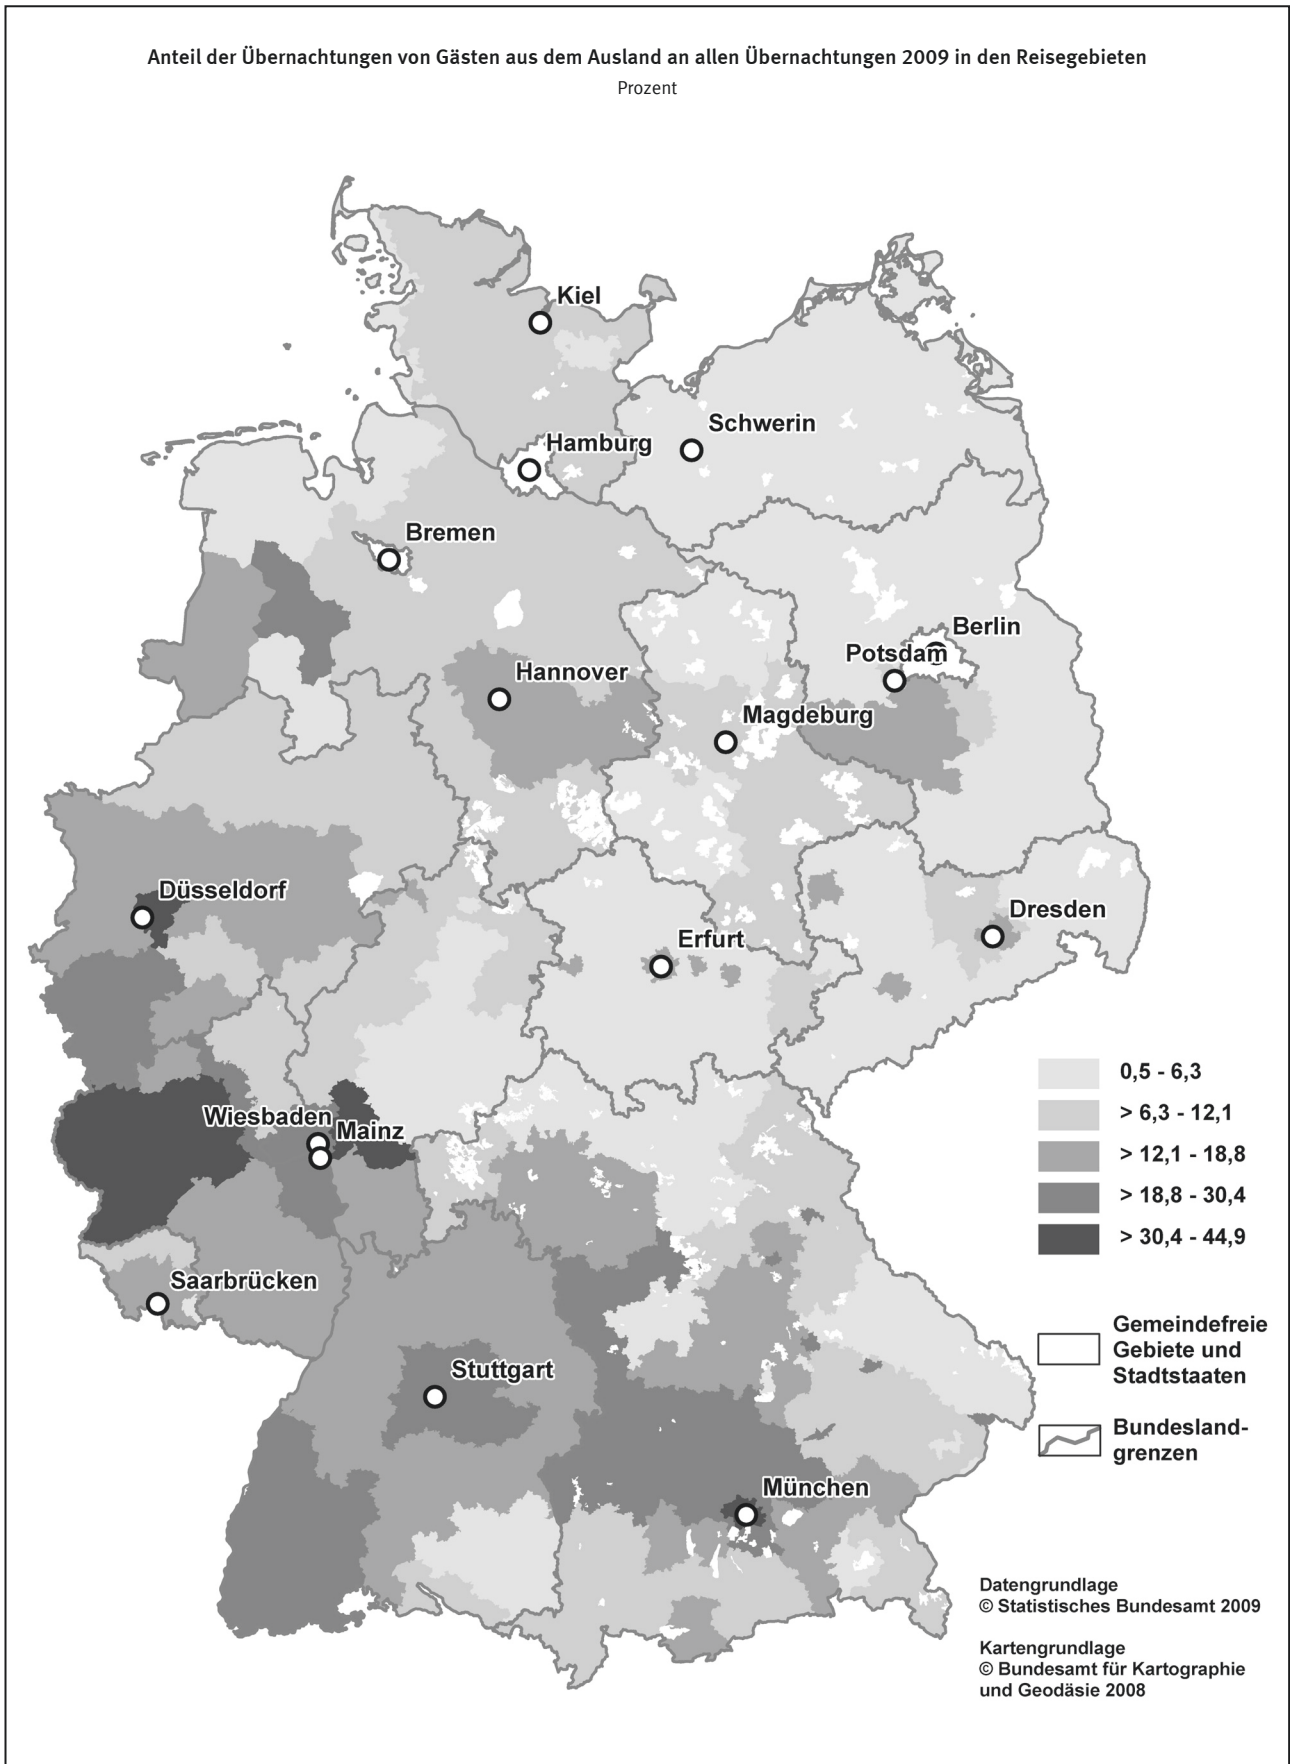 Anteil der Übernachtungen von Gästen aus dem Ausland an allen Übernachtungen 2009 in den Reisegebieten
Prozent
Kiel
Schwerin
Hamburg
Bremen
Berlin
Potsdam
Hannover
Magdeburg
Düsseldorf
Dresden
Erfurt
Wiesbaden
Mainz
Saarbrücken
Stuttgart
München
0,5 - 6,3
> 6,3 - 12,1
> 12,1 - 18,8
> 18,8 - 30,4
> 30,4 - 44,9
Gemeindefreie
Gebiete und
Stadtstaaten
Bundesland-
grenzen
Datengrundlage
© Statistisches Bundesamt 2009
Kartengrundlage
© Bundesamt für Kartographie
und Geodäsie 2008